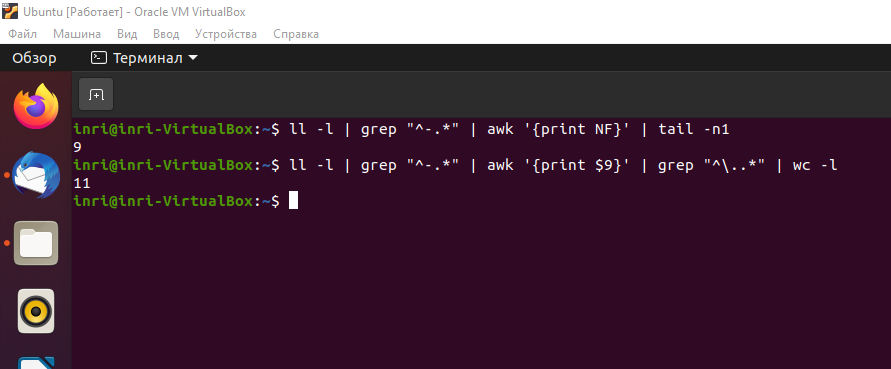 Ubuntu [Работает] - Oracle VM VirtualBox
Файл Машина Вид Ввод Устройства Справка
Обзор Терминал
inri@inri-VirtualBox:~$ ll -l | grep "^-.*" | awk '{print NF}' | tail -n1
9
inri@inri-VirtualBox:~$ ll -l | grep "^-.*" | awk '{print $9}' | grep "^\..*" | wc -l
11
inri@inri-VirtualBox:~$